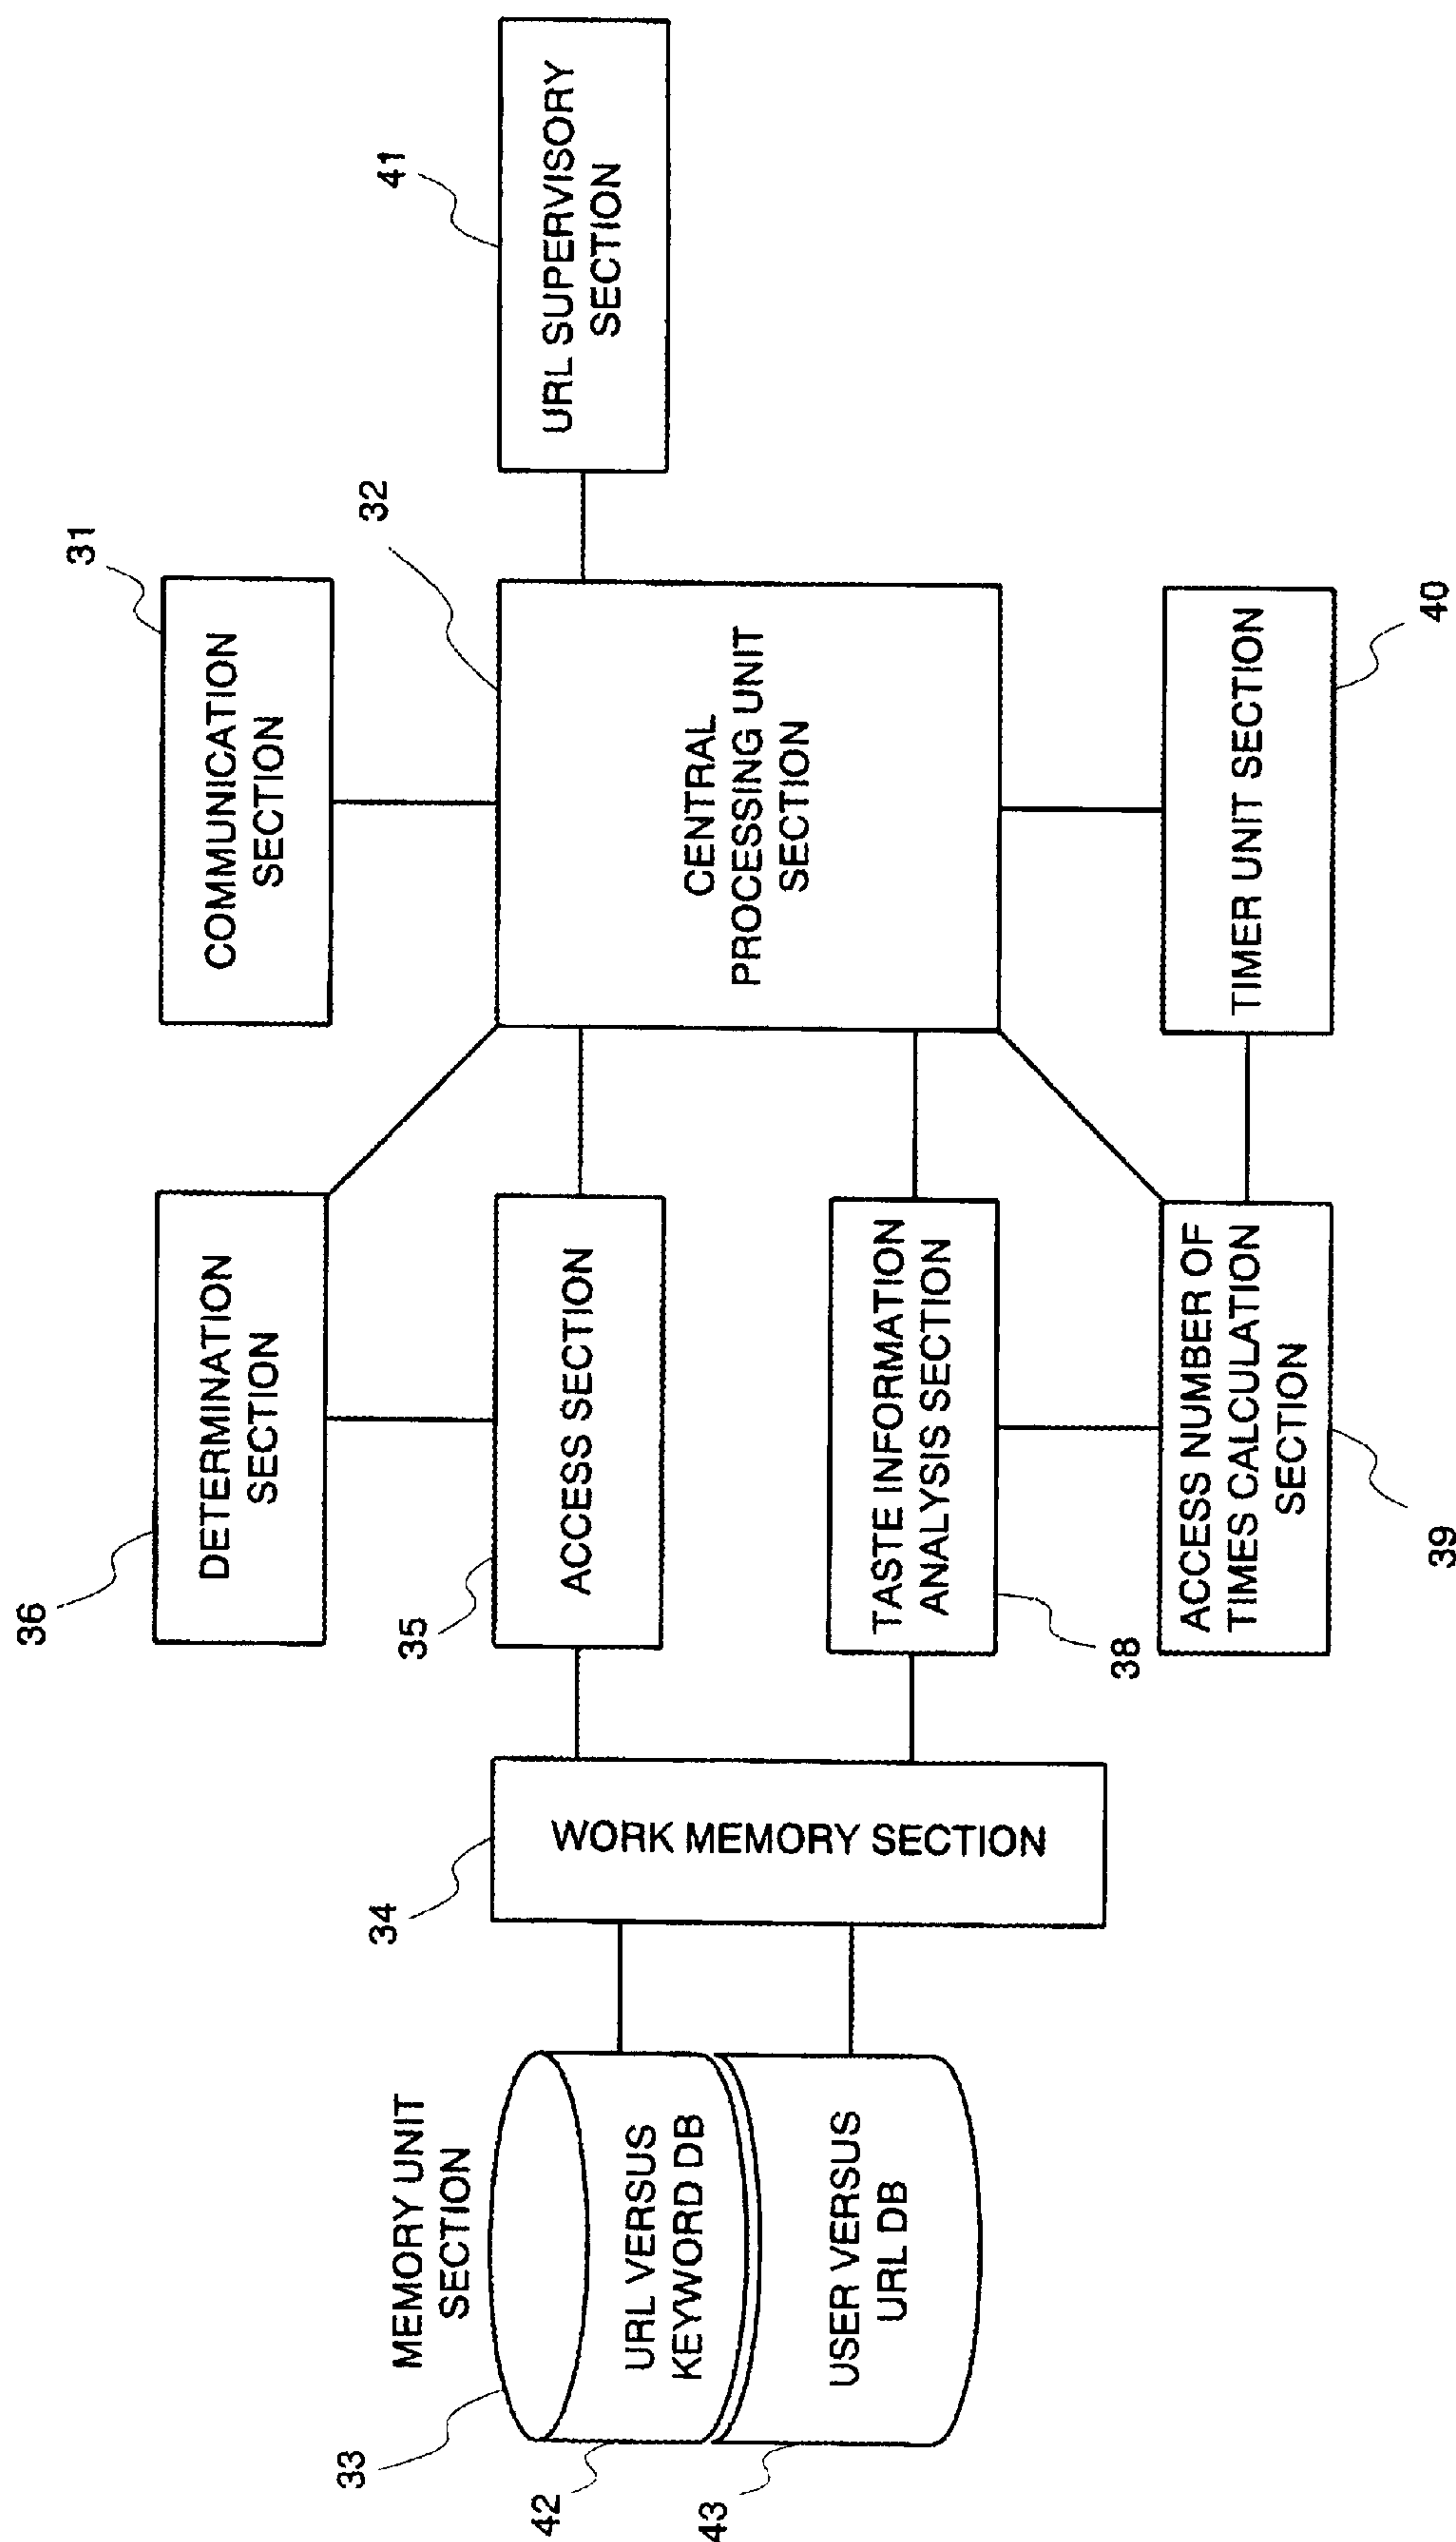 31
COMMUNICATION
SECTION
36
DETERMINATION
SECTION
32
41
URL SUPERVISORY
SECTION
MEMORY UNIT
SECTION
33
34
35
ACCESS SECTION
CENTRAL
PROCESSING UNIT
SECTION
42
URL VERSUS
KEYWORD DB
WORK MEMORY SECTION
43
USER VERSUS
URL DB
TASTE INFORMATION
ANALYSIS SECTION
38
ACCESS NUMBER OF
TIMES CALCULATION
SECTION
39
TIMER UNIT SECTION
40